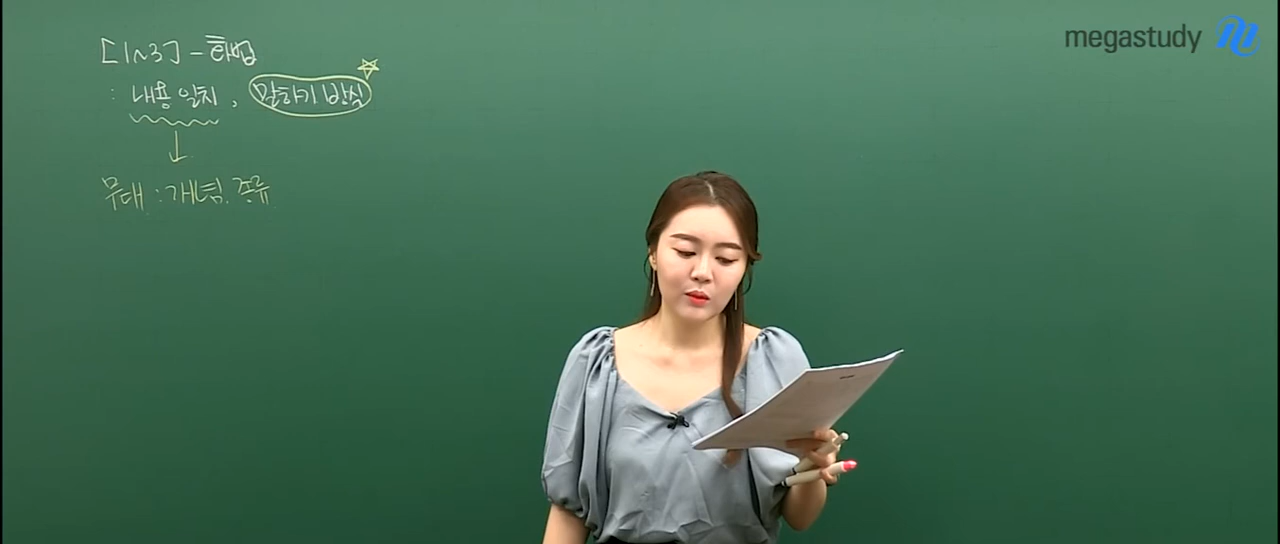 [1~3] - 화법
megastudy
: 내용 일치, 말하기 방식
무대 : 개념, 종류